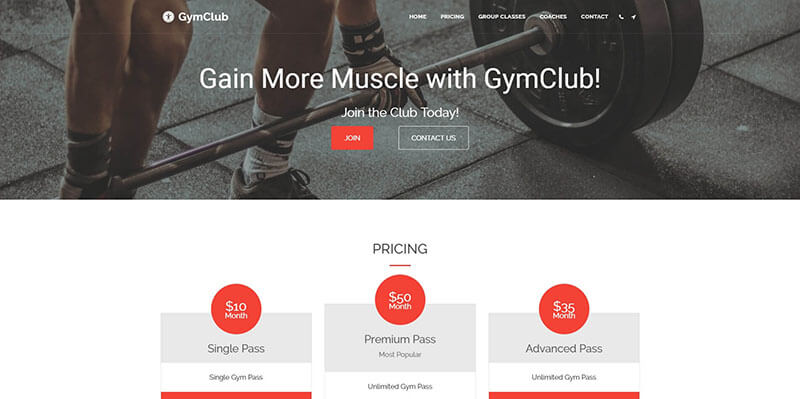 GymClub
HOME PRICING GROUP CLASSES COACHES CONTACT
Gain More Muscle with GymClub!
Join the Club Today!
JOIN CONTACT US
PRICING
$10
Month
Single Pass
Single Gym Pass
$50
Month
Premium Pass
Most Popular
Unlimited Gym Pass
$35
Month
Advanced Pass
Unlimited Gym Pass